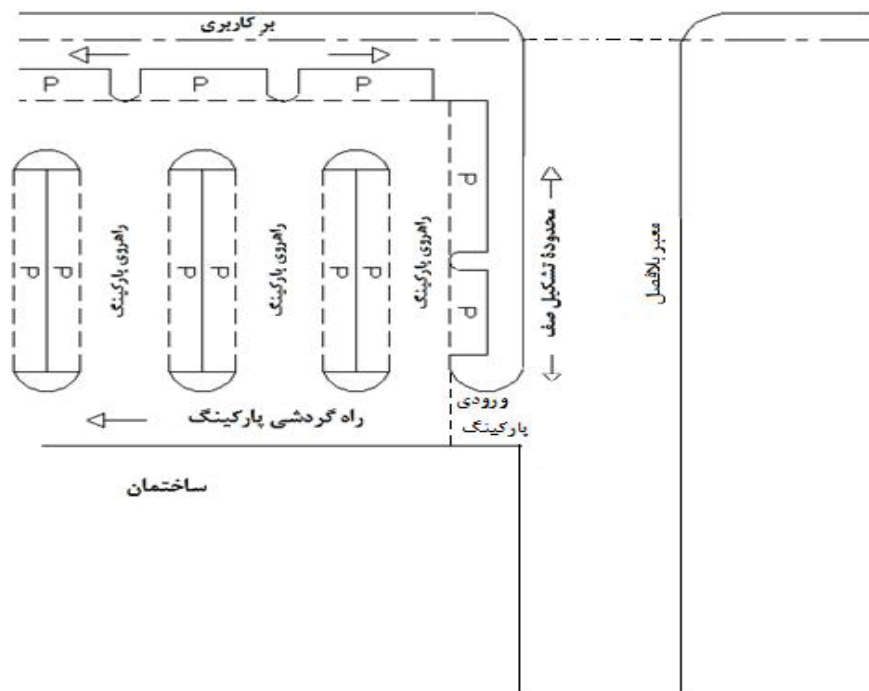 بر کاربری
P
P
P
P
P
P
P
P
P
P
P
راهروی پارکینگ
راهروی پارکینگ
راهروی پارکینگ
محدودهٔ تشکیل صف
معبر بلافصل
ورودی
پارکینگ
راه گردشی پارکینگ
ساختمان